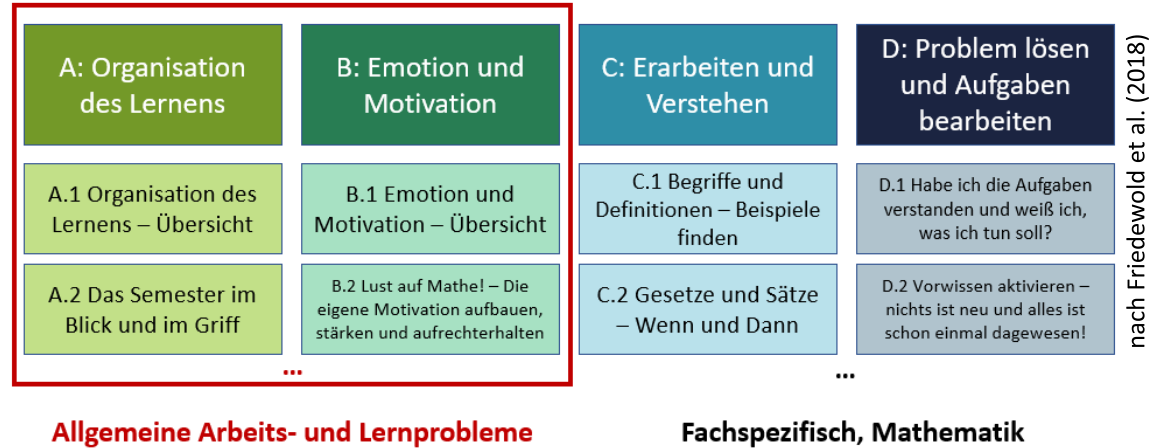 A: Organisation
des Lernens
B: Emotion und
Motivation
C: Erarbeiten und
Verstehen
D: Problem lösen
und Aufgaben
bearbeiten
A.1 Organisation des
Lernens – Übersicht
B.1 Emotion und
Motivation – Übersicht
C.1 Begriffe und
Definitionen – Beispiele
finden
D.1 Habe ich die Aufgaben
verstanden und weiß ich,
was ich tun soll?
A.2 Das Semester im
Blick und im Griff
B.2 Lust auf Mathe! – Die
eigene Motivation aufbauen,
stärken und aufrechterhalten
C.2 Gesetze und Sätze
– Wenn und Dann
D.2 Vorwissen aktivieren –
nichts ist neu und alles ist
schon einmal dagewesen!
...
...
Allgemeine Arbeits- und Lernprobleme
Fachspezifisch, Mathematik
nach Friedewold et al. (2018)